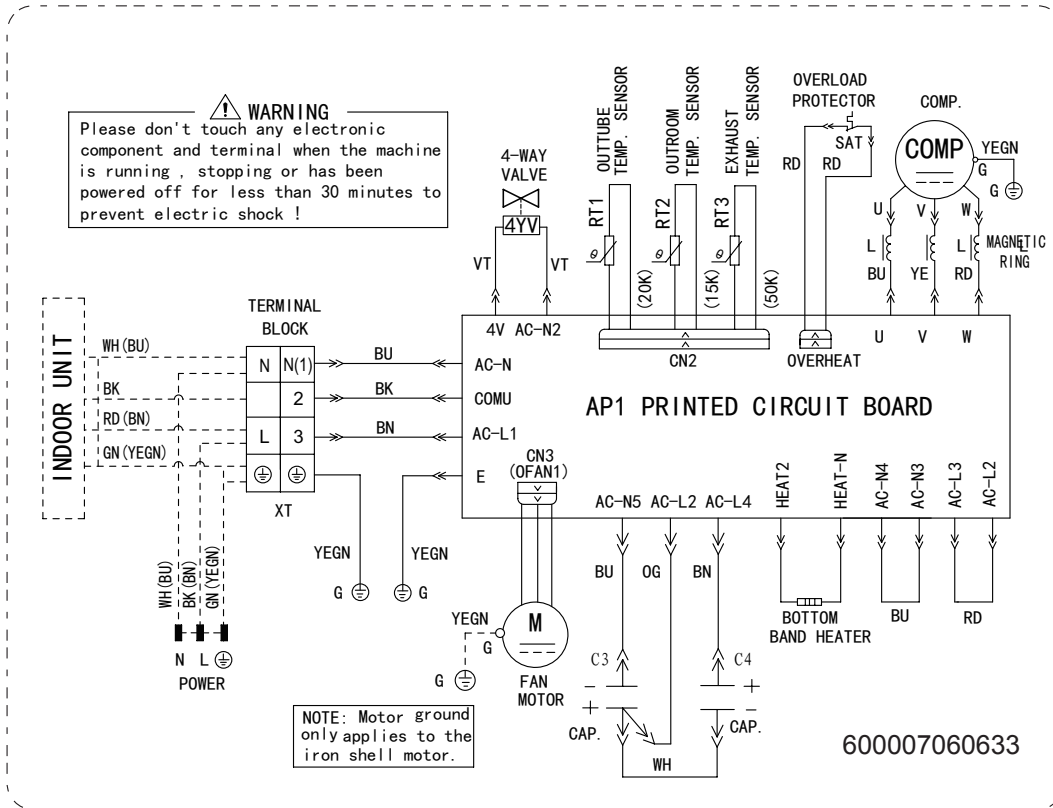 WARNING
Please don't touch any electronic
component and terminal when the machine
is running , stopping or has been
powered off for less than 30 minutes to
prevent electric shock !
4-WAY
VALVE
4YV
VT
VT
OUTTUBE
TEMP. SENSOR
OUTROOM
TEMP. SENSOR
EXHAUST
TEMP. SENSOR
RT1
RT2
RT3
θ
θ
θ
(20K)
(15K)
(50K)
OVERLOAD
PROTECTOR
SAT
RD
RD
COMP.
COMP
YEGN
G
G
U
V
W
L
L
L
MAGNETIC
RING
BU
YE
RD
INDOOR UNIT
WH(BU)
BK
RD(BN)
GN(YEGN)
TERMINAL
BLOCK
N
N(1)
2
L
3
XT
BU
BK
BN
4V
AC-N2
CN2
OVERHEAT
U
V
W
AC-N
COMU
AC-L1
E
AP1 PRINTED CIRCUIT BOARD
CN3
(OFAN1)
AC-N5
AC-L2
AC-L4
HEAT2
HEAT-N
AC-N4
AC-N3
AC-L3
AC-L2
YEGN
G
YEGN
G
WH(BU)
BK(BN)
GN(YEGN)
N
L
POWER
YEGN
G
G
M
FAN
MOTOR
NOTE: Motor ground
only applies to the
iron shell motor.
BU
OG
BN
C3
-
+
CAP.
C4
+
-
CAP.
WH
BOTTOM
BAND HEATER
BU
RD
600007060633